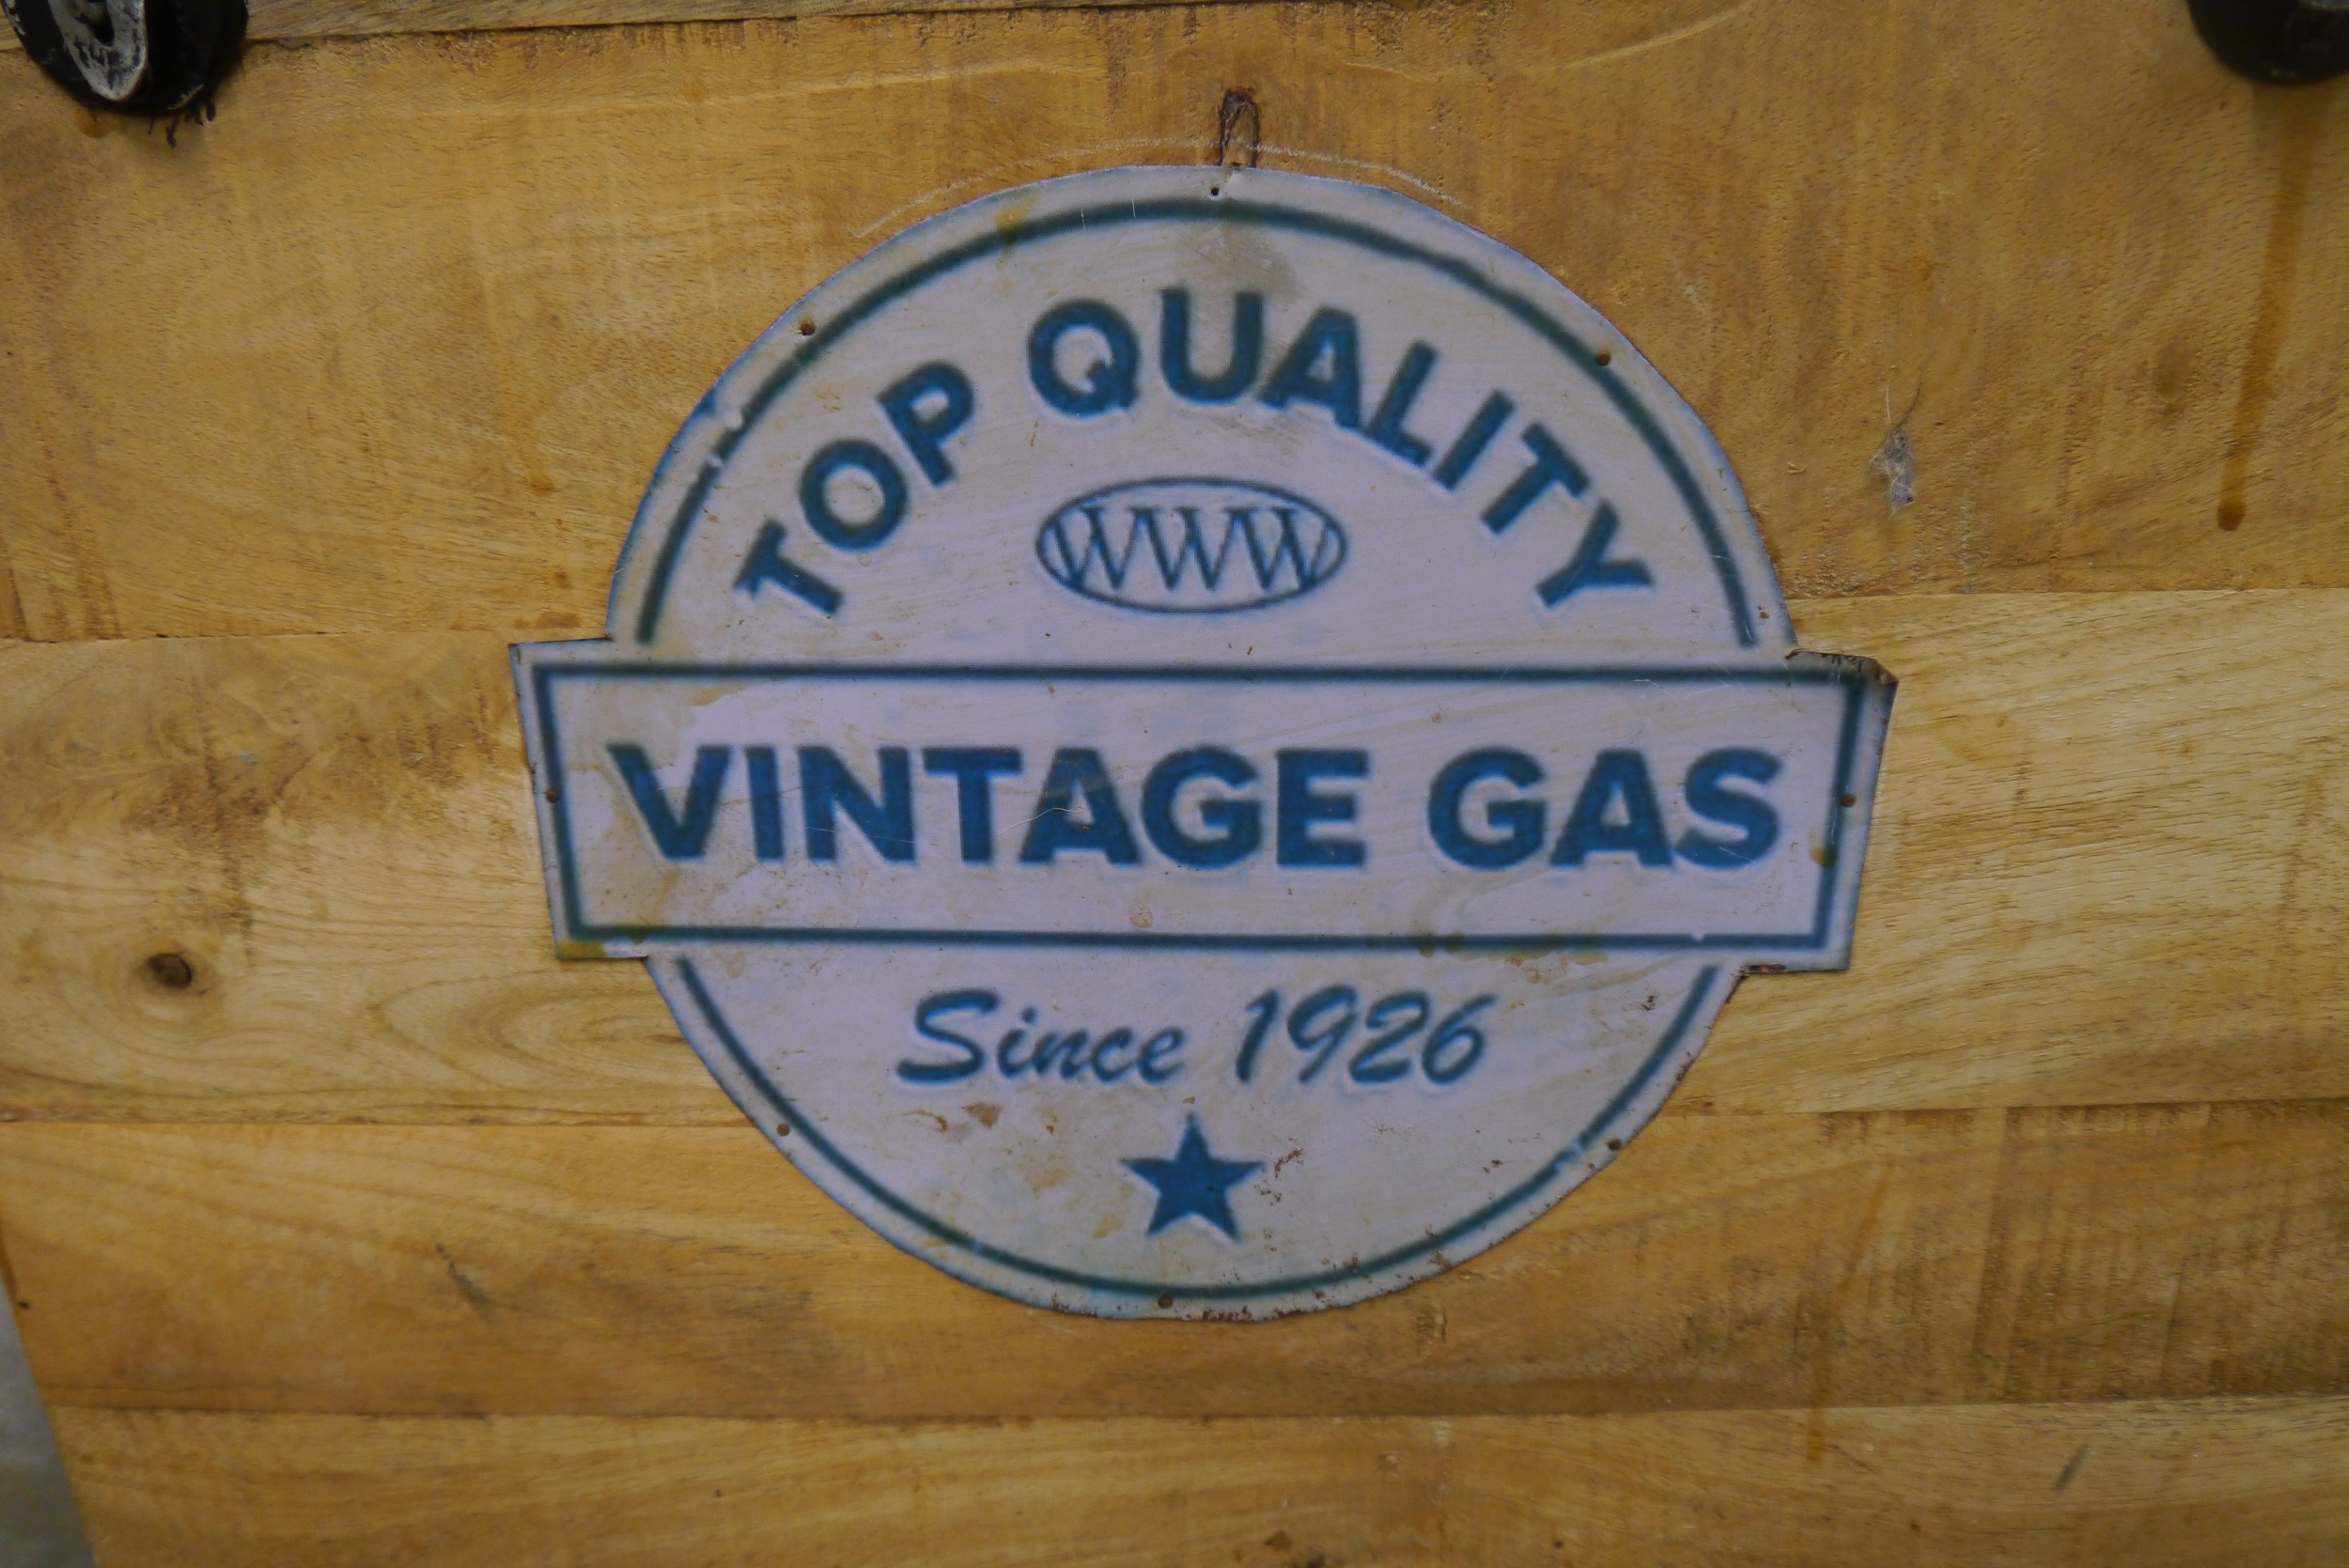 TOP QUALITY
WWW
VINTAGE GAS
Since 1926